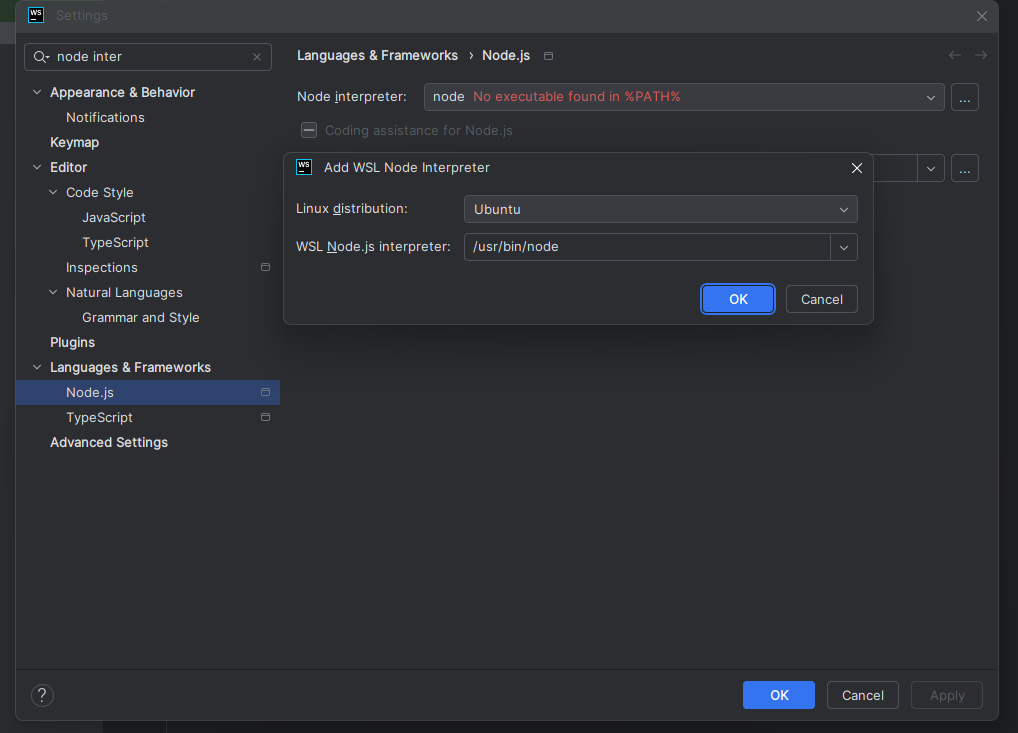 WS Settings
node inter
Languages & Frameworks › Node.js
Node interpreter: node No executable found in %PATH% ...
Coding assistance for Node.js
...
Appearance & Behavior
Notifications
Keymap
Editor
Code Style
JavaScript
TypeScript
Inspections
Natural Languages
Grammar and Style
Plugins
Languages & Frameworks
Node.js
TypeScript
Advanced Settings
WS Add WSL Node Interpreter
Linux distribution: Ubuntu
WSL Node.js interpreter: /usr/bin/node
OK Cancel
? OK Cancel Apply